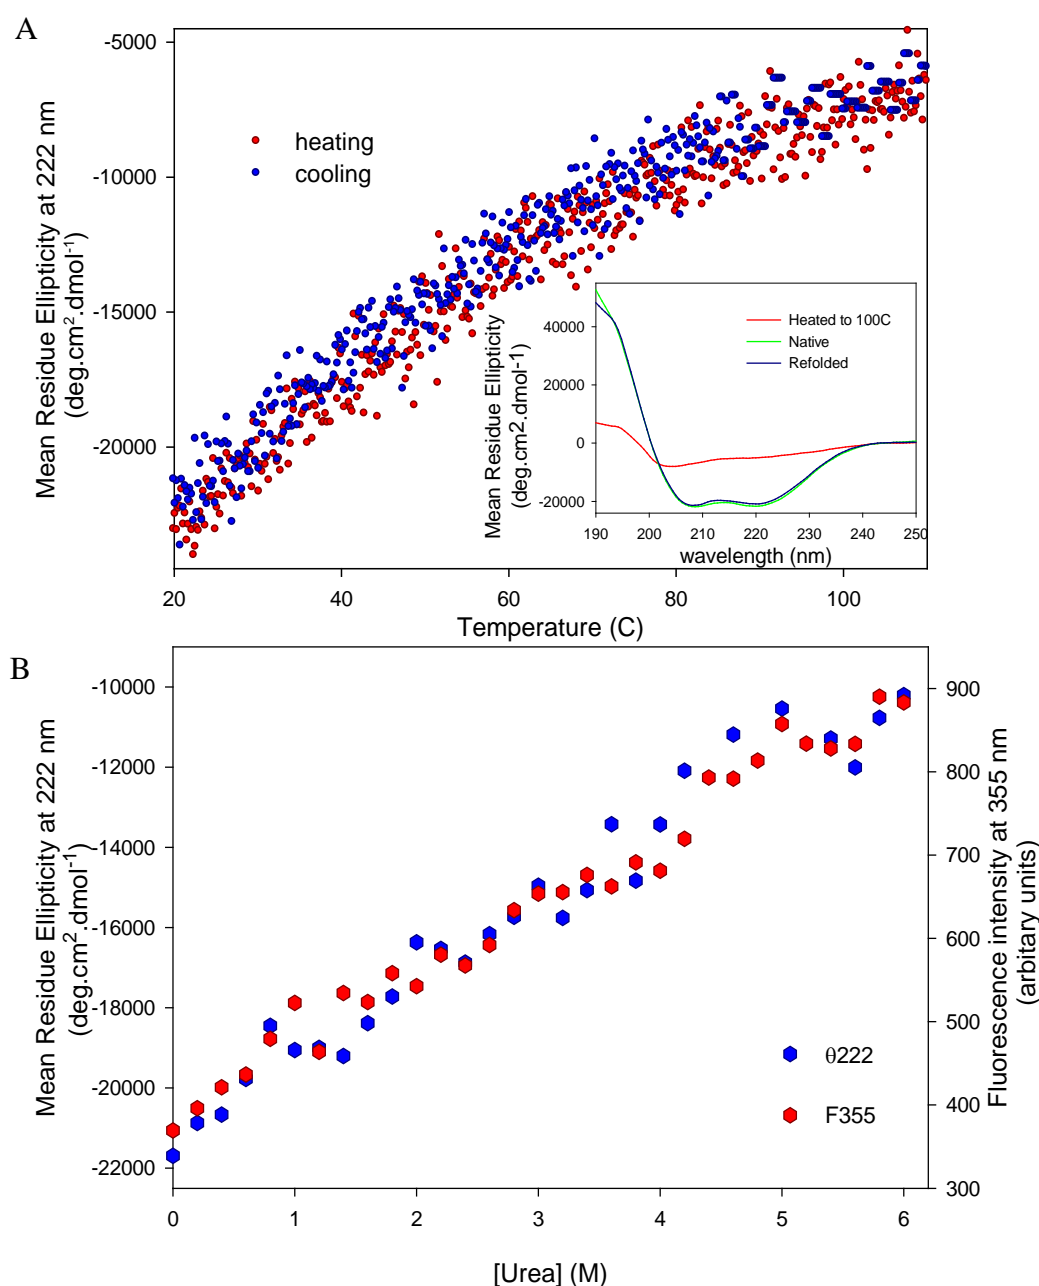 A
Mean Residue Ellipticity at 222 nm
(deg.cm².dmol⁻¹)
-5000
-10000
-15000
-20000
heating
cooling
Mean Residue Ellipticity
(deg.cm2.dmol-1)
40000
20000
0
-20000
Heated to 100C
Native
Refolded
190 200 210 220 230 240 250
wavelength (nm)
20 40 60 80 100
Temperature (C)
B
Mean Residue Ellipticity at 222 nm
(deg.cm².dmol⁻¹)
-10000
-12000
-14000
-16000
-18000
-20000
-22000
900
800
700
600
500
400
300
Fluorescence intensity at 355 nm
(arbitary units)
θ222
F355
0 1 2 3 4 5 6
[Urea] (M)